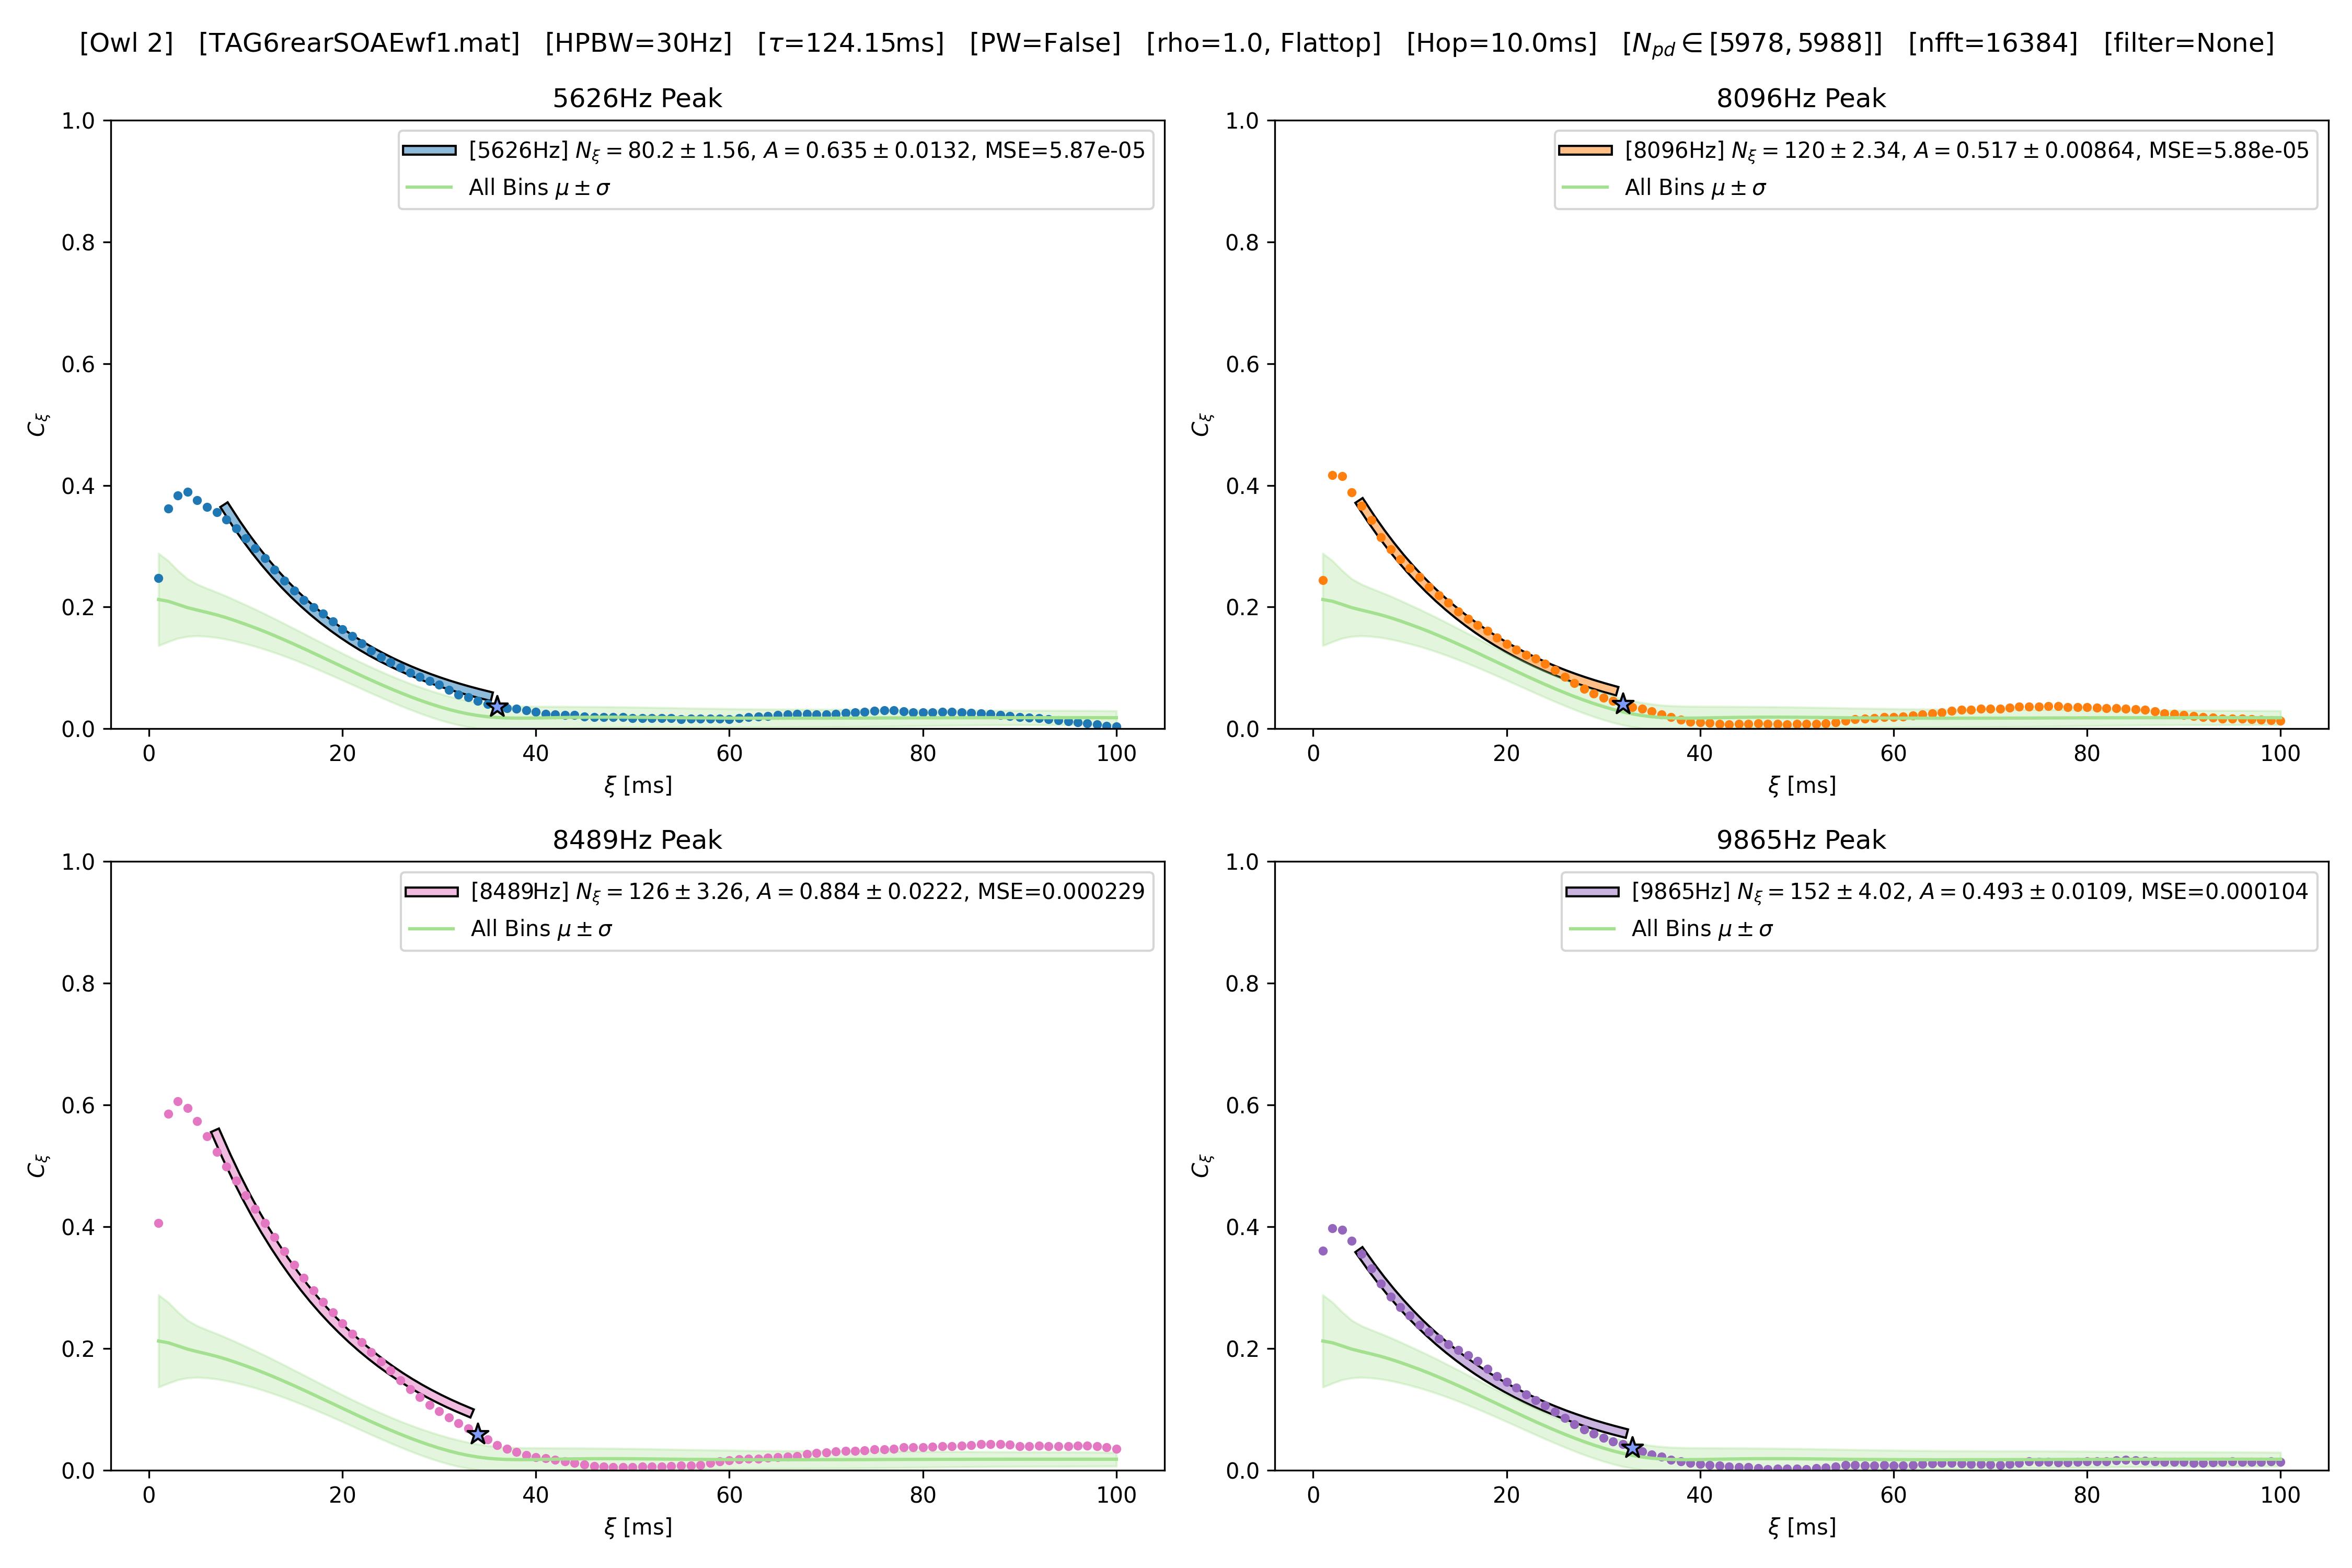 [Owl 2] [TAG6rearSOAEwf1.mat] [HPBW=30Hz] [τ=124.15ms] [PW=False] [rho=1.0, Flattop] [Hop=10.0ms] [N_pd ∈ [5978, 5988]] [nfft=16384] [filter=None]
5626Hz Peak
[5626Hz] N_ξ = 80.2 ± 1.56, A = 0.635 ± 0.0132, MSE=5.87e-05
All Bins μ ± σ
1.0
0.8
0.6
0.4
0.2
0.0
C_ξ
0 20 40 60 80 100
ξ [ms]
8096Hz Peak
[8096Hz] N_ξ = 120 ± 2.34, A = 0.517 ± 0.00864, MSE=5.88e-05
All Bins μ ± σ
1.0
0.8
0.6
0.4
0.2
0.0
C_ξ
0 20 40 60 80 100
ξ [ms]
8489Hz Peak
[8489Hz] N_ξ = 126 ± 3.26, A = 0.884 ± 0.0222, MSE=0.000229
All Bins μ ± σ
1.0
0.8
0.6
0.4
0.2
0.0
C_ξ
0 20 40 60 80 100
ξ [ms]
9865Hz Peak
[9865Hz] N_ξ = 152 ± 4.02, A = 0.493 ± 0.0109, MSE=0.000104
All Bins μ ± σ
1.0
0.8
0.6
0.4
0.2
0.0
C_ξ
0 20 40 60 80 100
ξ [ms]